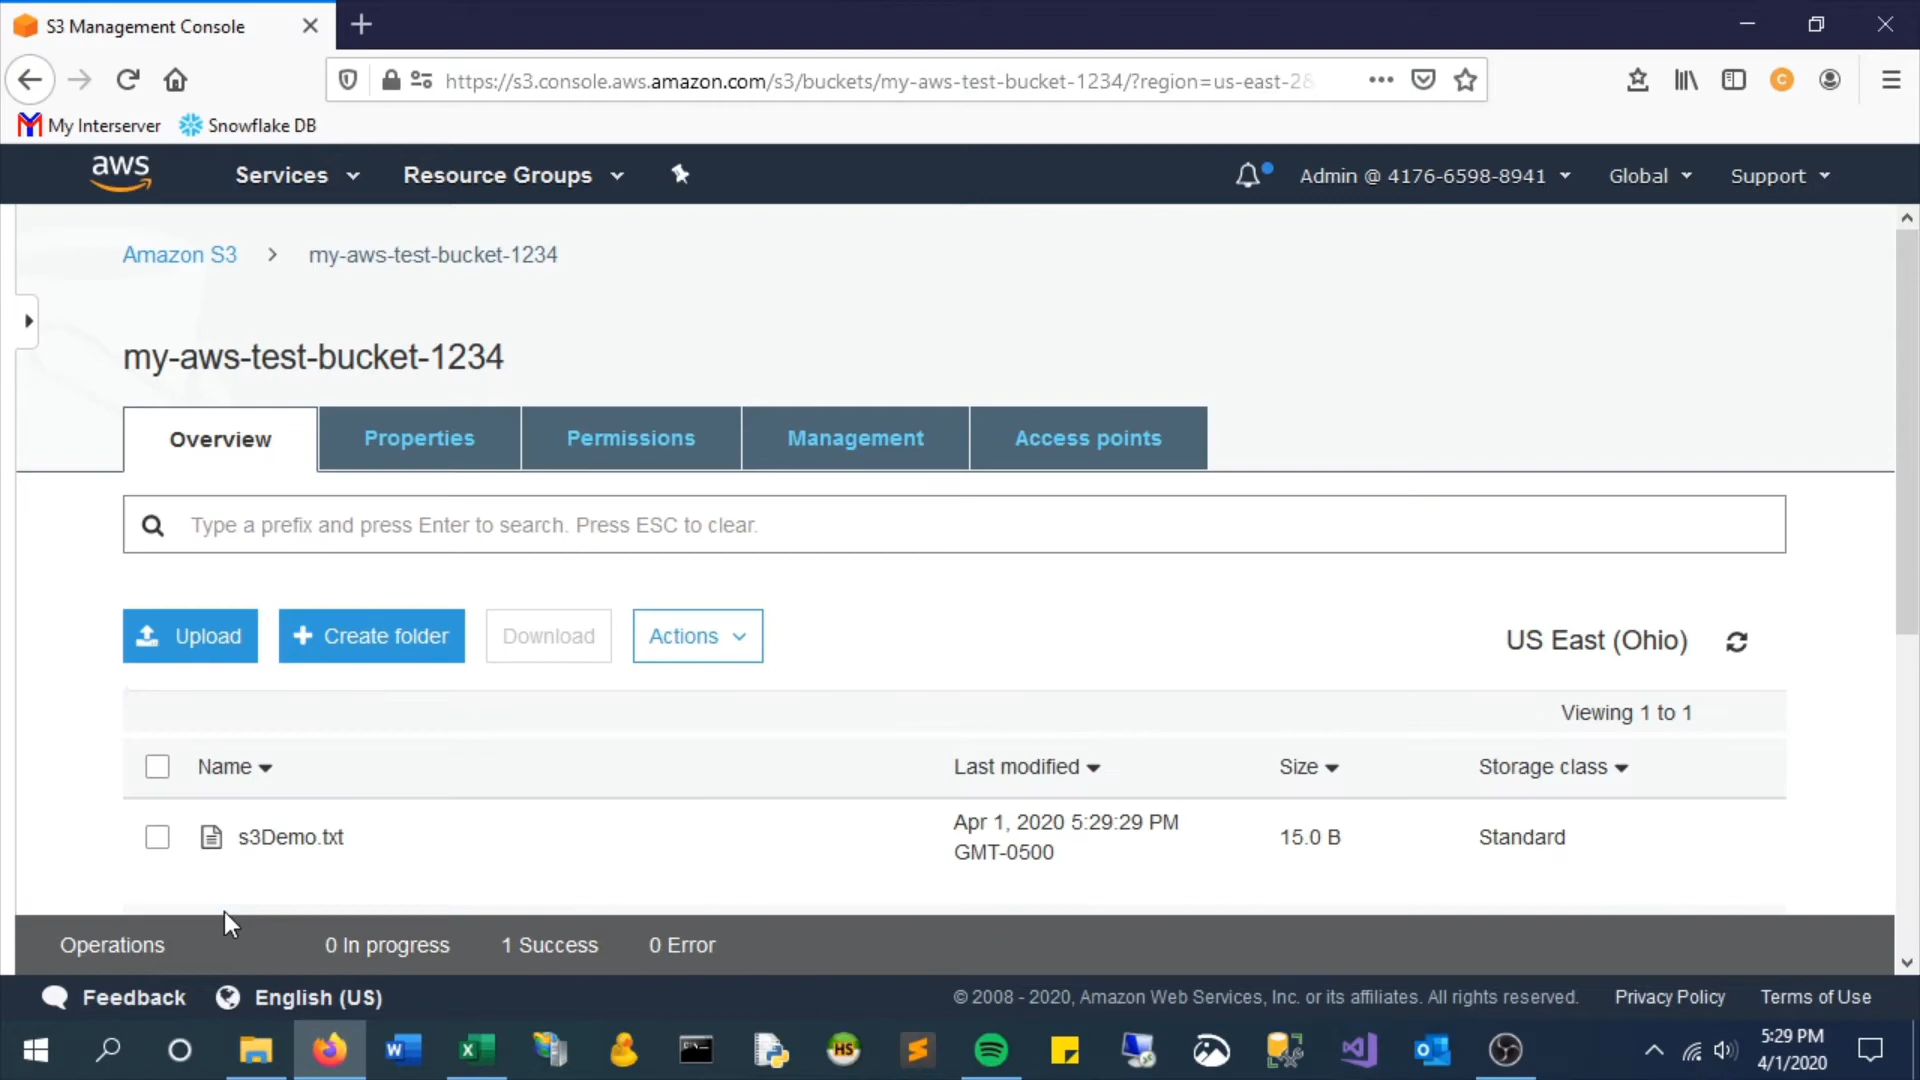 S3 Management Console
https://s3.console.aws.amazon.com/s3/buckets/my-aws-test-bucket-1234/?region=us-east-2&
My Interserver Snowflake DB
aws Services Resource Groups Admin @ 4176-6598-8941 Global Support
Amazon S3 > my-aws-test-bucket-1234
my-aws-test-bucket-1234
Overview Properties Permissions Management Access points
Type a prefix and press Enter to search. Press ESC to clear.
Upload Create folder Download Actions US East (Ohio)
Viewing 1 to 1
Name Last modified Size Storage class
s3Demo.txt Apr 1, 2020 5:29:29 PM 15.0 B Standard
GMT-0500
Operations 0 In progress 1 Success 0 Error
Feedback English (US) © 2008 - 2020, Amazon Web Services, Inc. or its affiliates. All rights reserved. Privacy Policy Terms of Use
5:29 PM
4/1/2020